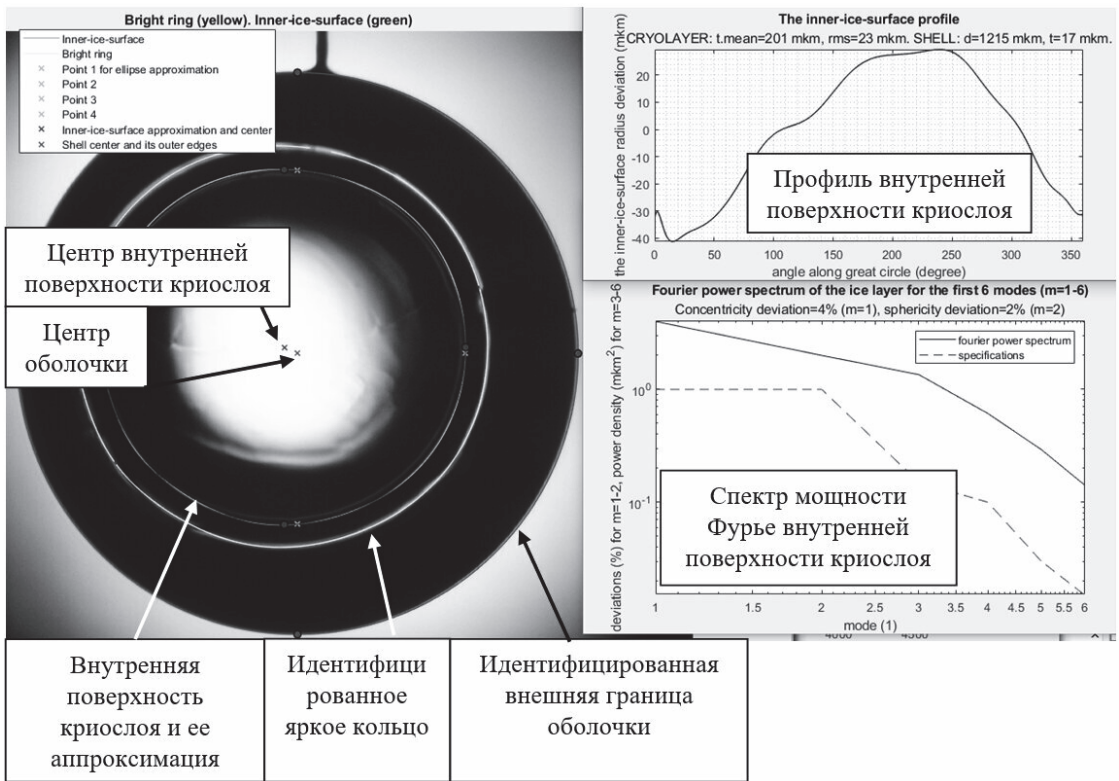 Bright ring (yellow). Inner-ice-surface (green)
Inner-ice-surface
Bright ring
Point 1 for ellipse approximation
Point 2
Point 3
Point 4
Inner-ice-surface approximation and center
Shell center and its outer edges
Центр внутренней
поверхности криослоя
Центр
оболочки
Внутренняя
поверхность
криослоя и ее
аппроксимация
Идентифици
рованное
яркое кольцо
Идентифицированная
внешняя граница
оболочки
The inner-ice-surface profile
CRYOLAYER: t.mean=201 mkm, rms=23 mkm. SHELL: d=1215 mkm, t=17 mkm.
the inner-ice-surface radius deviation (mkm)
20
10
0
-10
-20
-30
-40
Профиль внутренней
поверхности криослоя
0 50 100 150 200 250 300 350
angle along great circle (degree)
Fourier power spectrum of the ice layer for the first 6 modes (m=1-6)
Concentricity deviation=4% (m=1), sphericity deviation=2% (m=2)
fourier power spectrum
specifications
deviations (%) for m=1-2, power density (mkm²) for m=3-6
10⁰
10⁻¹
Спектр мощности
Фурье внутренней
поверхности криослоя
1 1.5 2 2.5 3 3.5 4 4.5 5 5.5 6
mode (1)